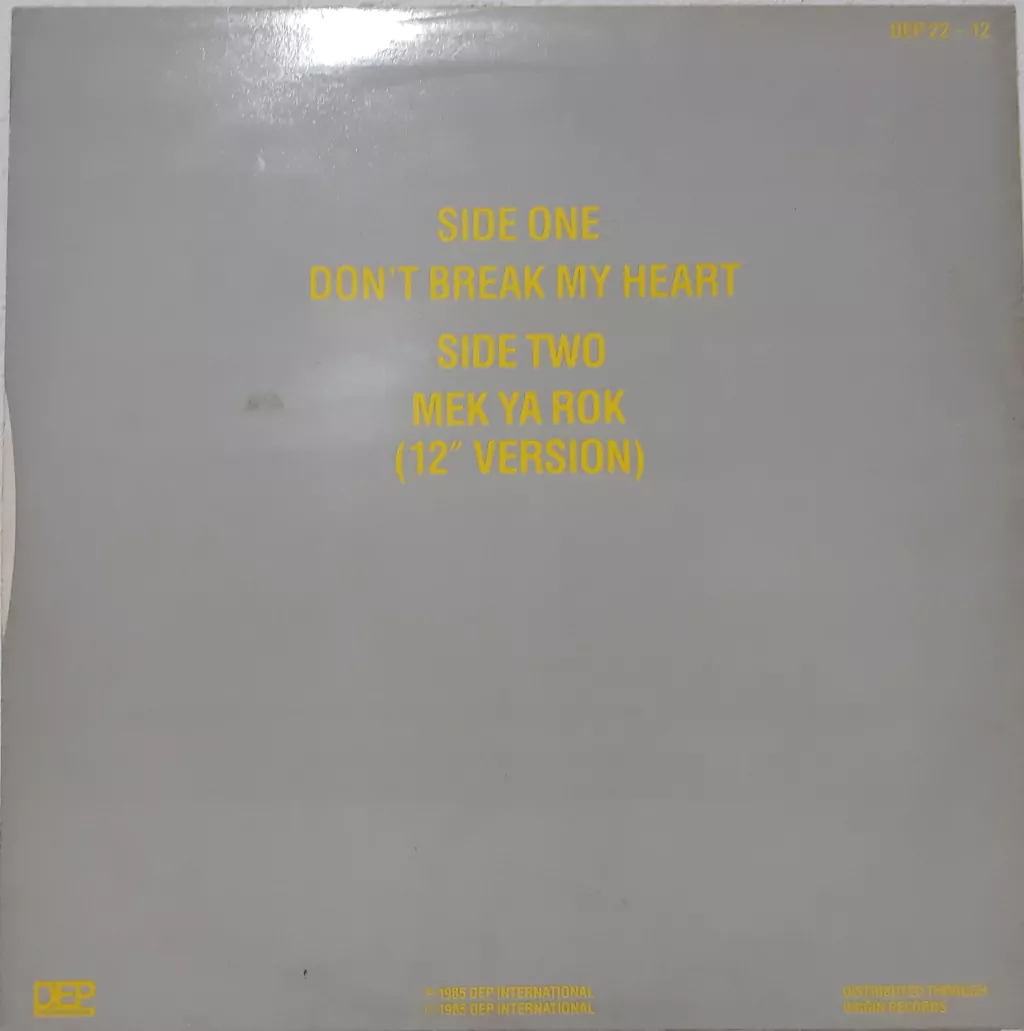 DEP 22 - 12
SIDE ONE
DON'T BREAK MY HEART
SIDE TWO
MEK YA ROK
(12" VERSION)
DEP
℗ 1985 DEP INTERNATIONAL
© 1985 DEP INTERNATIONAL
DISTRIBUTED THROUGH
VIRGIN RECORDS